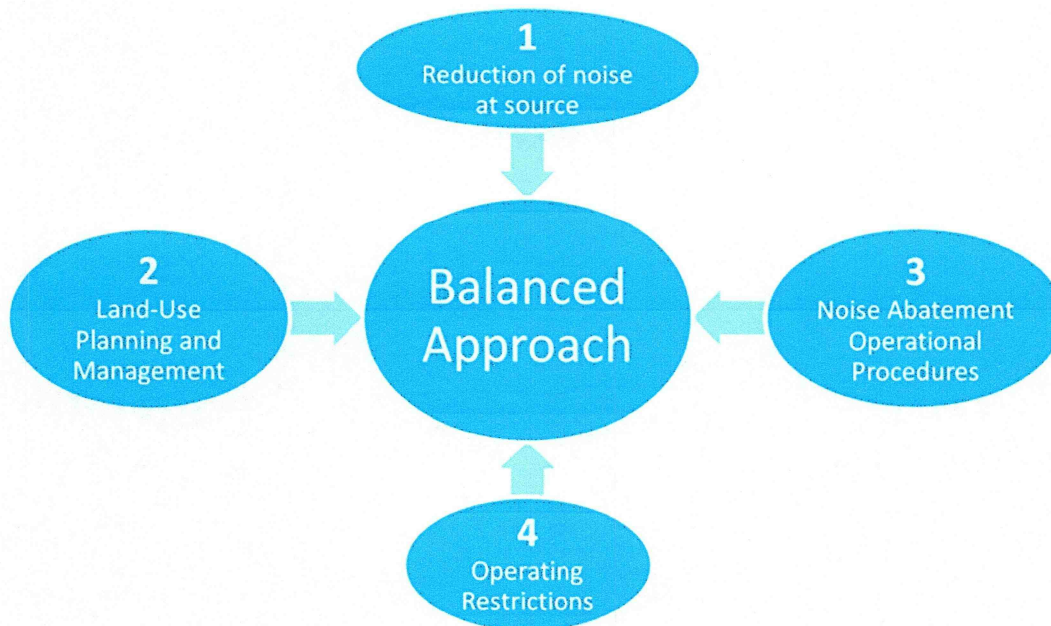 1
Reduction of noise
at source
2
Land-Use
Planning and
Management
Balanced
Approach
3
Noise Abatement
Operational
Procedures
4
Operating
Restrictions